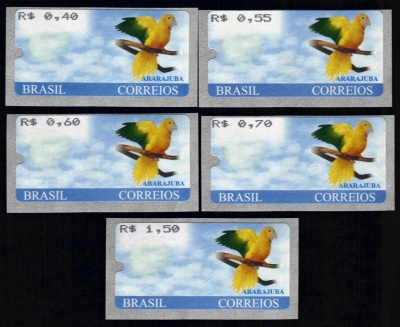 R$ 0,40
ARARAJUBA
BRASIL CORREIOS
R$ 0,55
ARARAJUBA
BRASIL CORREIOS
R$ 0,60
ARARAJUBA
BRASIL CORREIOS
R$ 0,70
ARARAJUBA
BRASIL CORREIOS
R$ 1,50
ARARAJUBA
BRASIL CORREIOS